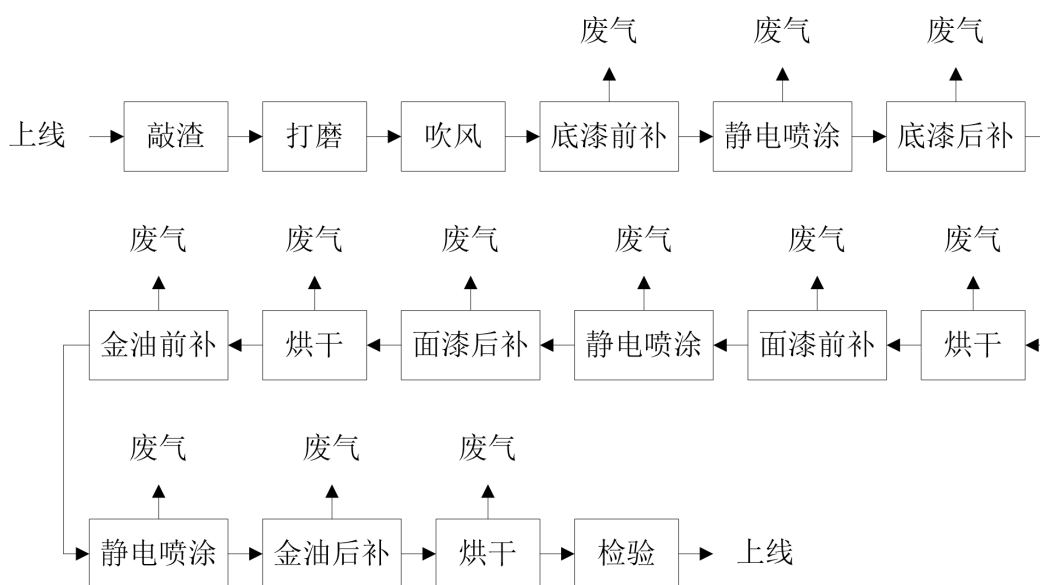 废气 废气 废气
上线 敲渣 打磨 吹风 底漆前补 静电喷涂 底漆后补
废气 废气 废气 废气 废气 废气
金油前补 烘干 面漆后补 静电喷涂 面漆前补 烘干
废气 废气 废气
静电喷涂 金油后补 烘干 检验 上线